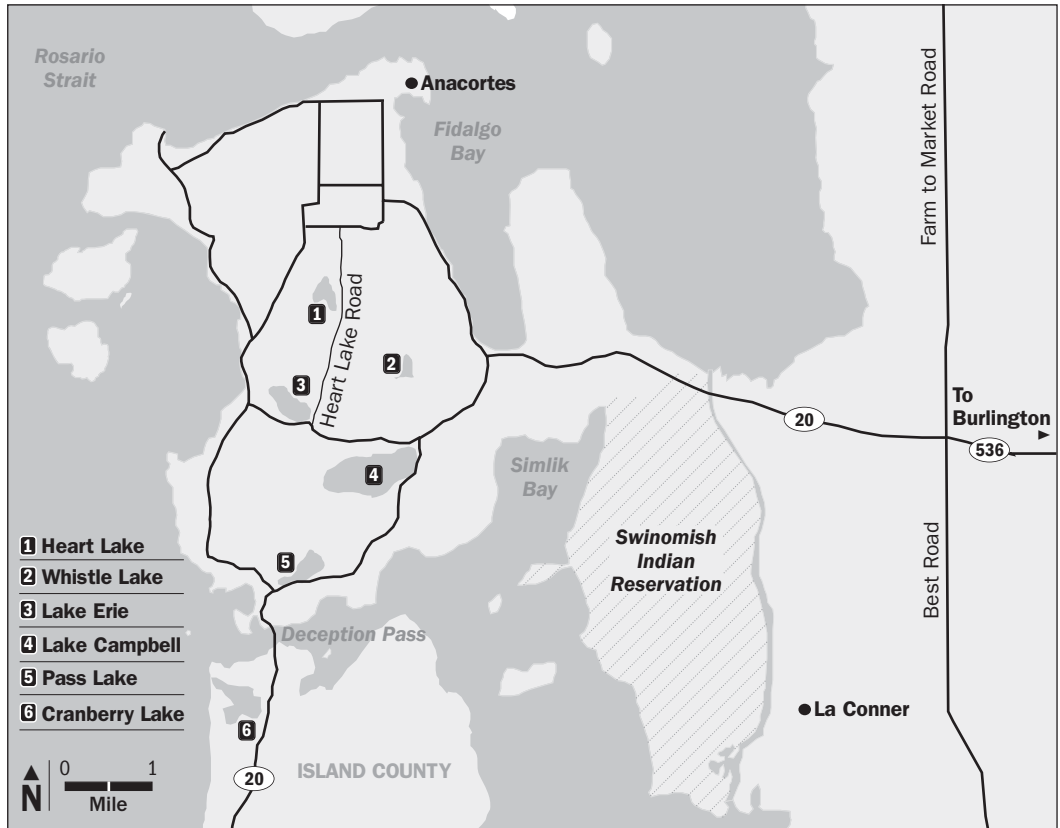 Rosario
Strait
Anacortes
Fidalgo
Bay
Farm to Market Road
1
Heart Lake Road
2
3
To
Burlington
20
536
4
Simlik
Bay
Swinomish
Indian
Reservation
Best Road
5
1 Heart Lake
2 Whistle Lake
3 Lake Erie
4 Lake Campbell
5 Pass Lake
6 Cranberry Lake
Deception Pass
6
La Conner
ISLAND COUNTY
20
N
0 1
Mile